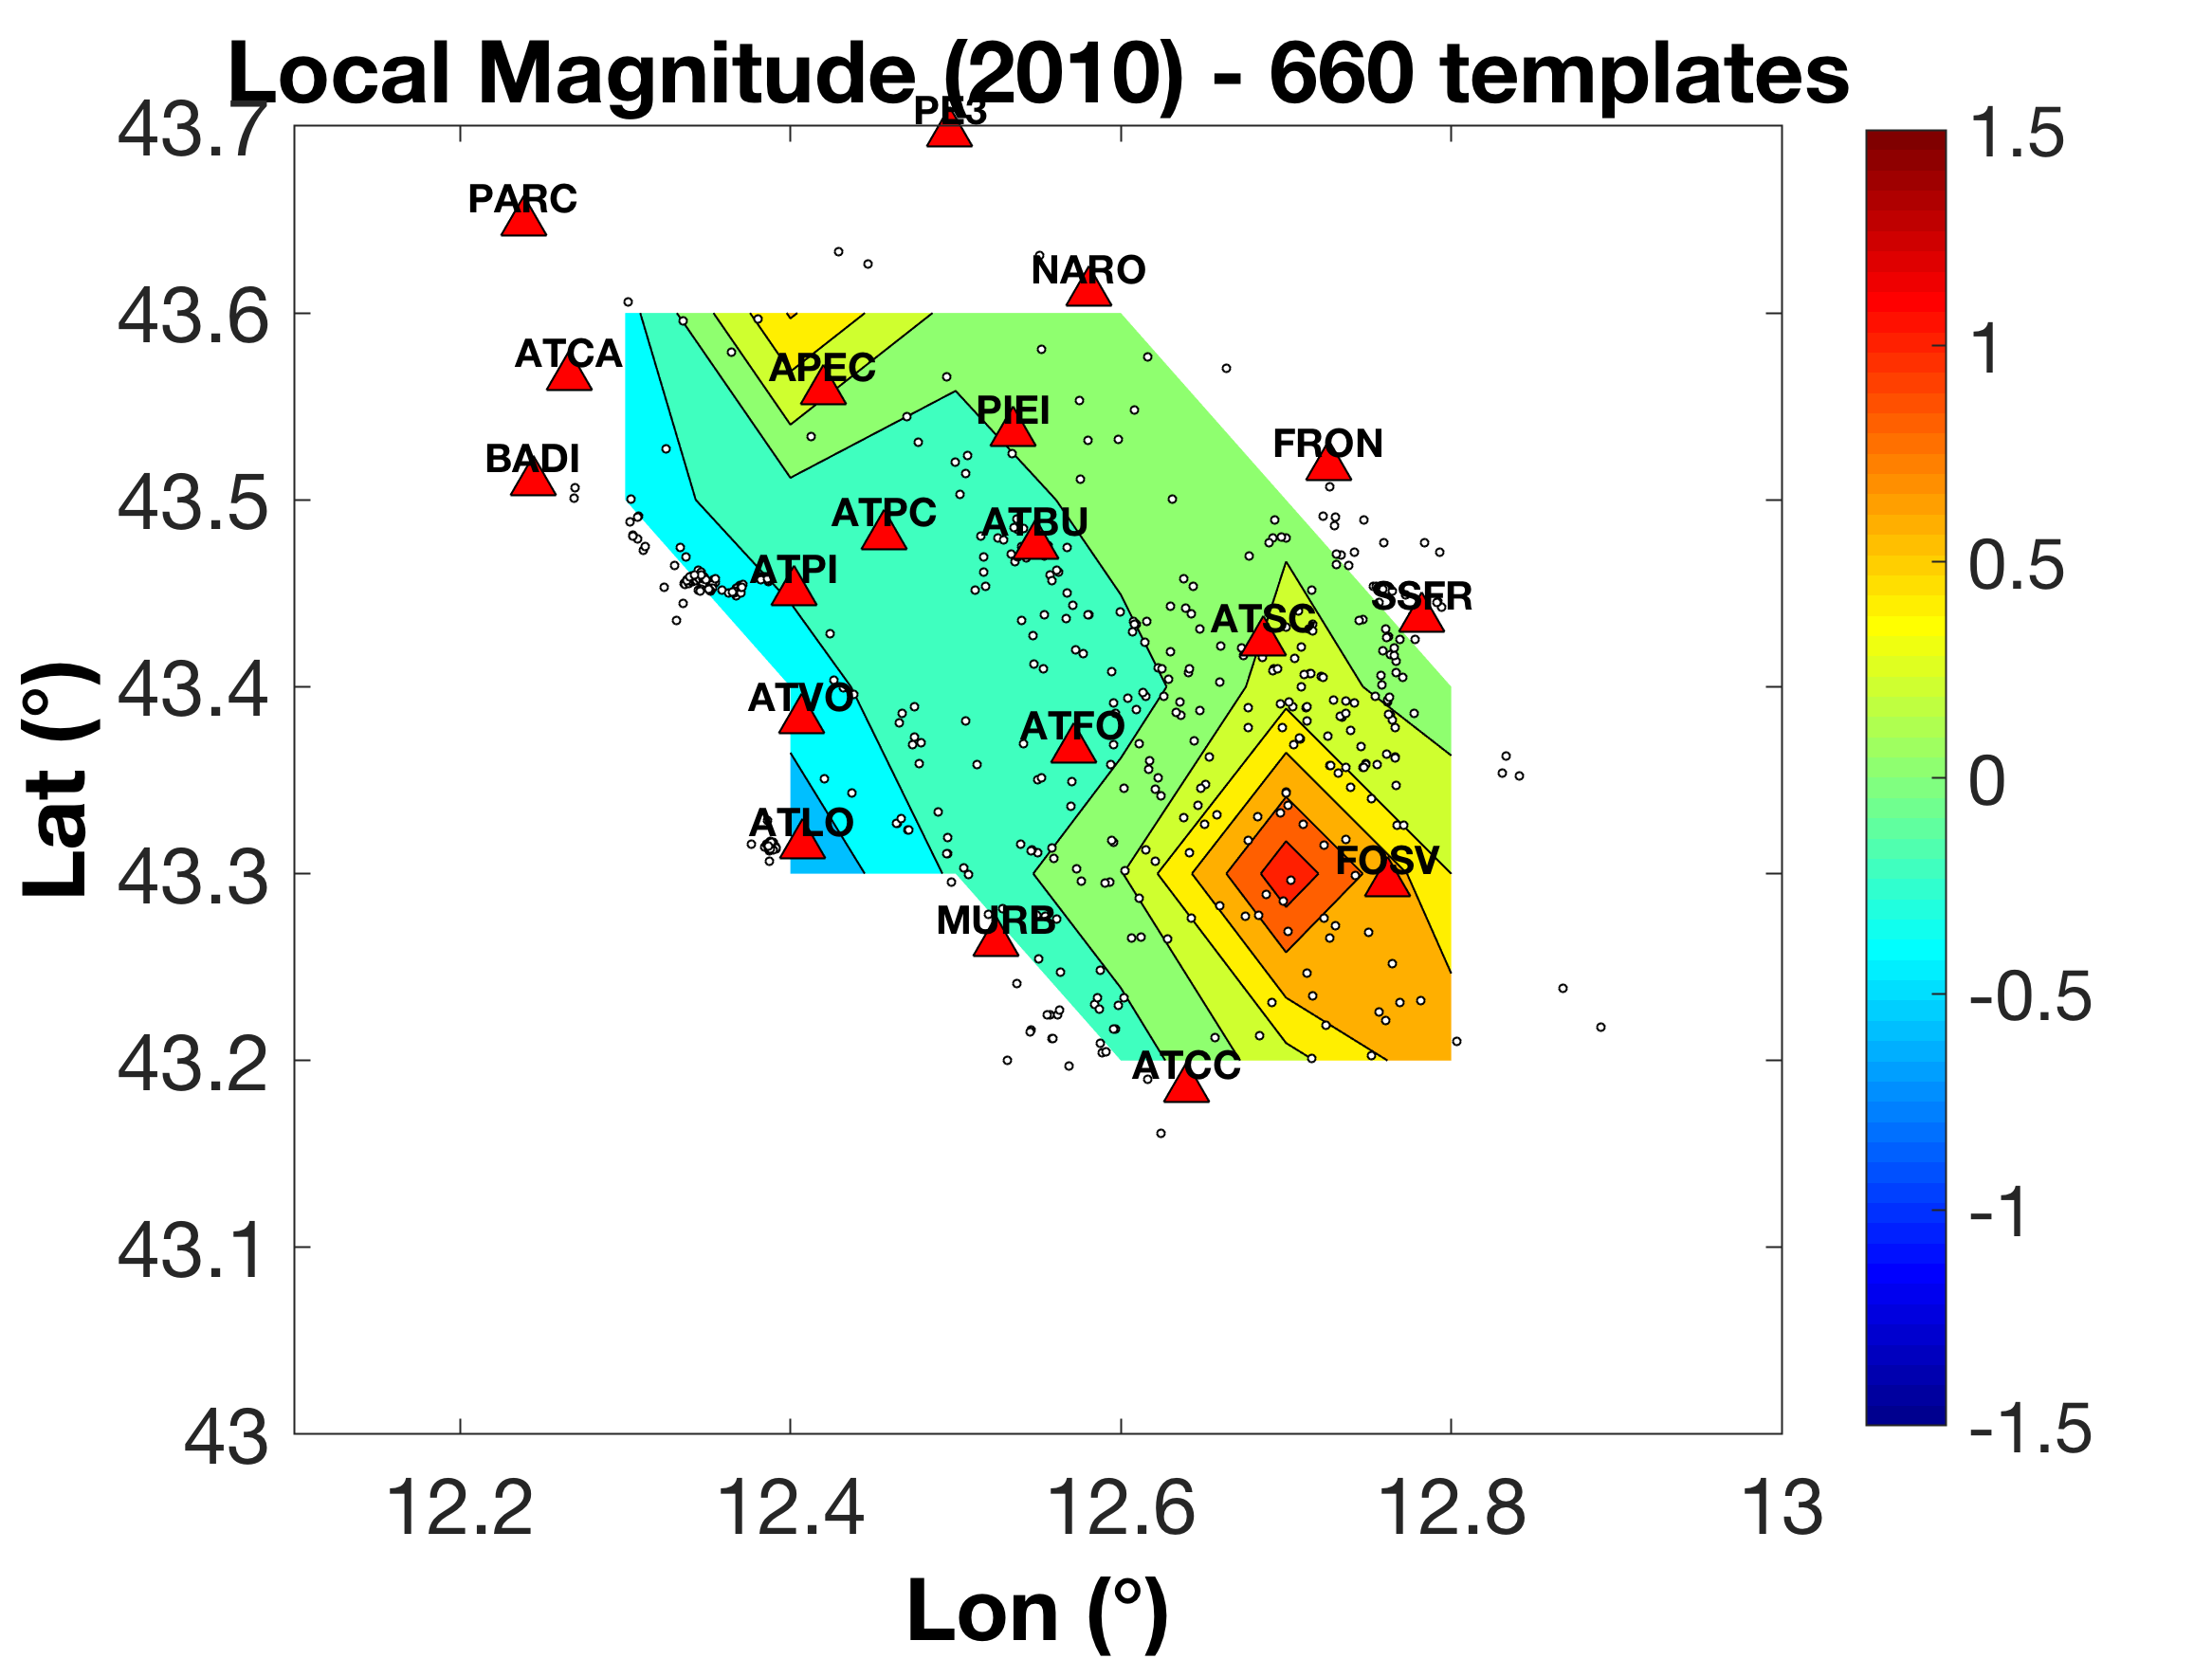 Local Magnitude (2010) - 660 templates
43.7
43.6
43.5
43.4
43.3
43.2
43.1
43
Lat (°)
12.2
12.4
12.6
12.8
13
Lon (°)
PE3
PARC
NARO
ATCA
APEC
PIEI
FRON
BADI
ATPC
ATBU
ATPI
SSFR
ATSC
ATVO
ATFO
ATLO
FOSV
MURB
ATCC
1.5
1
0.5
0
-0.5
-1
-1.5